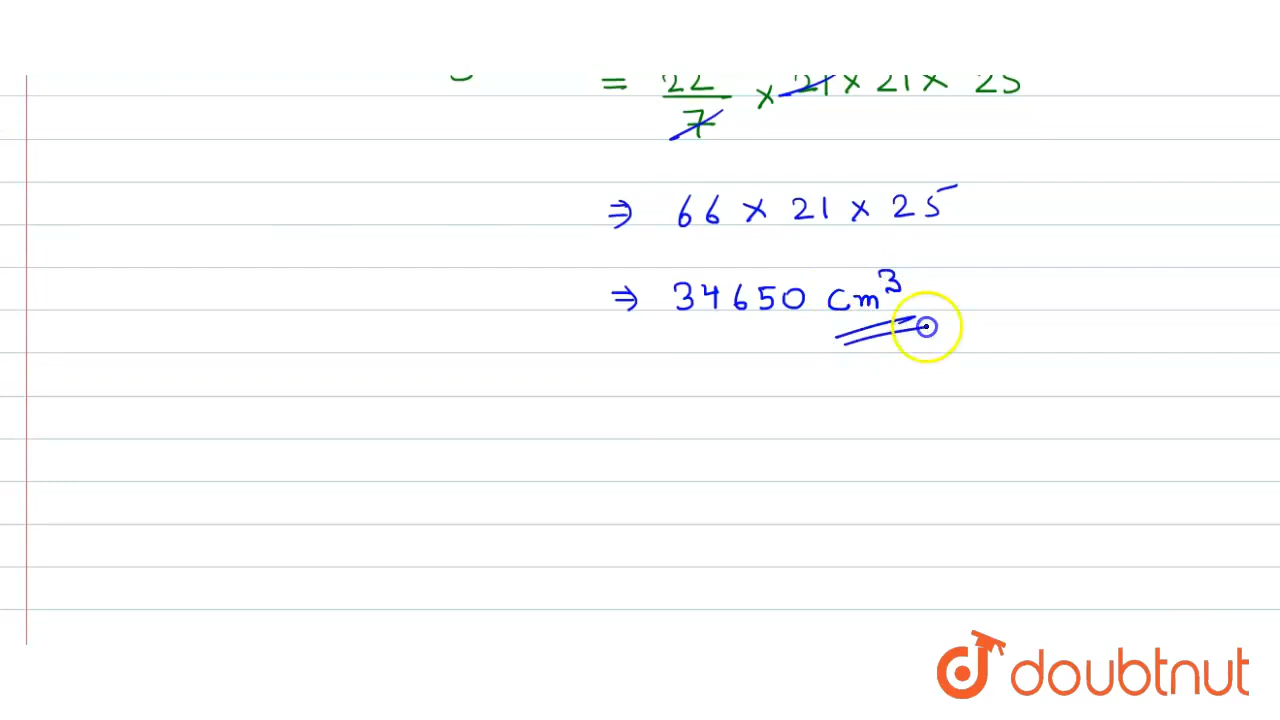 = 22/7 × 21 × 21 × 25
⇒ 66 × 21 × 25
⇒ 34650 cm³
doubtnut